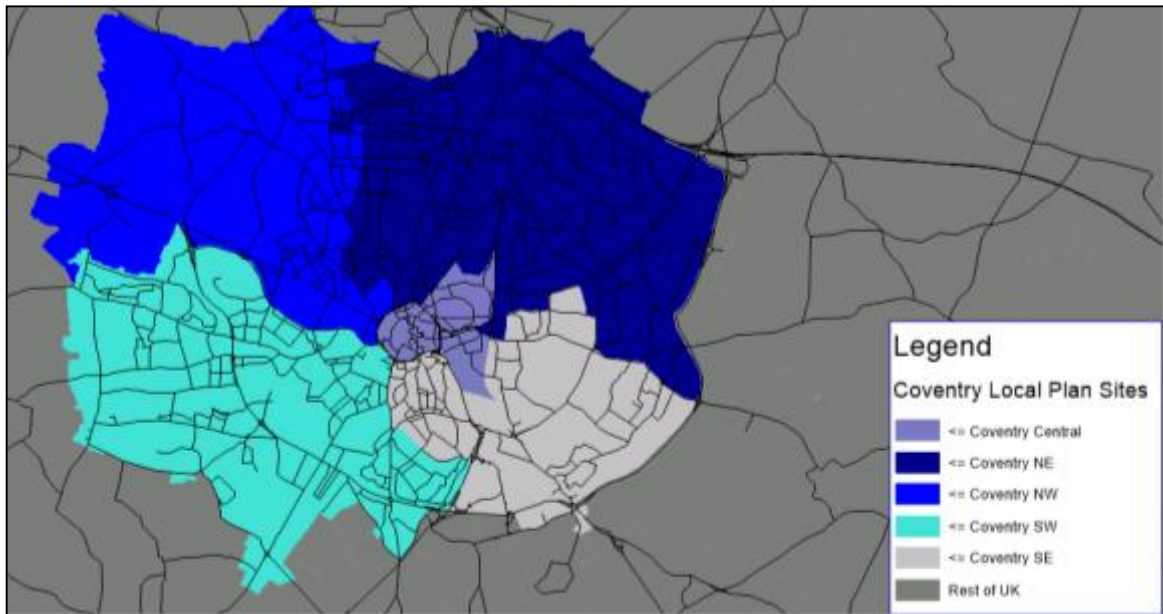 Legend
Coventry Local Plan Sites
<= Coventry Central
<= Coventry NE
<= Coventry NW
<= Coventry SW
<= Coventry SE
Rest of UK